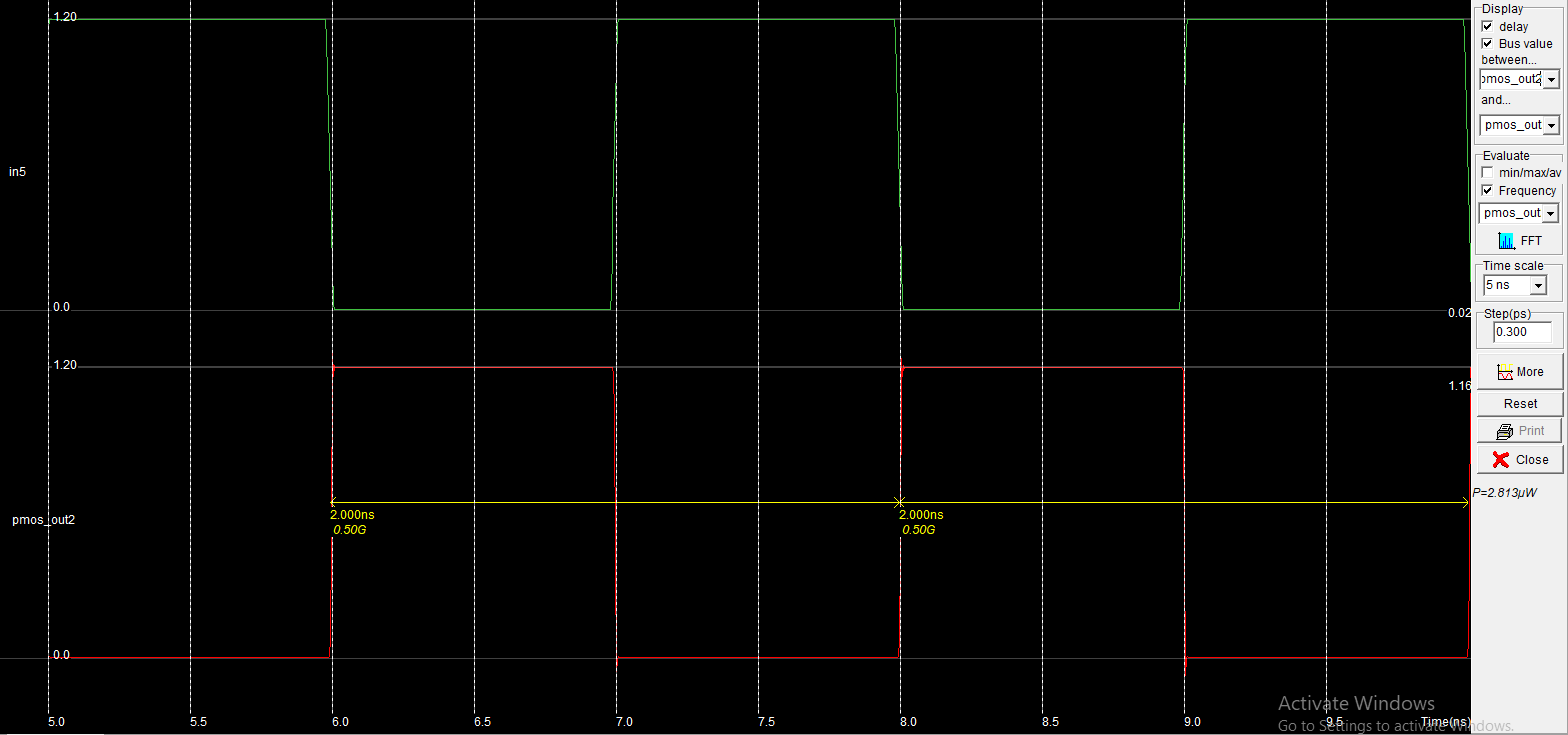 1.20
in5
0.0
0.02
1.20
1.16
2.000ns
0.50G
2.000ns
0.50G
pmos_out2
0.0
5.0 5.5 6.0 6.5 7.0 7.5 8.0 8.5 9.0 9.5 Time(ns)
Display
delay
Bus value
between...
pmos_out2
and...
pmos_out
Evaluate
min/max/av
Frequency
pmos_out
FFT
Time scale
5 ns
Step(ps)
0.300
More
Reset
Print
Close
P=2.813µW
Activate Windows
Go to Settings to activate Windows.